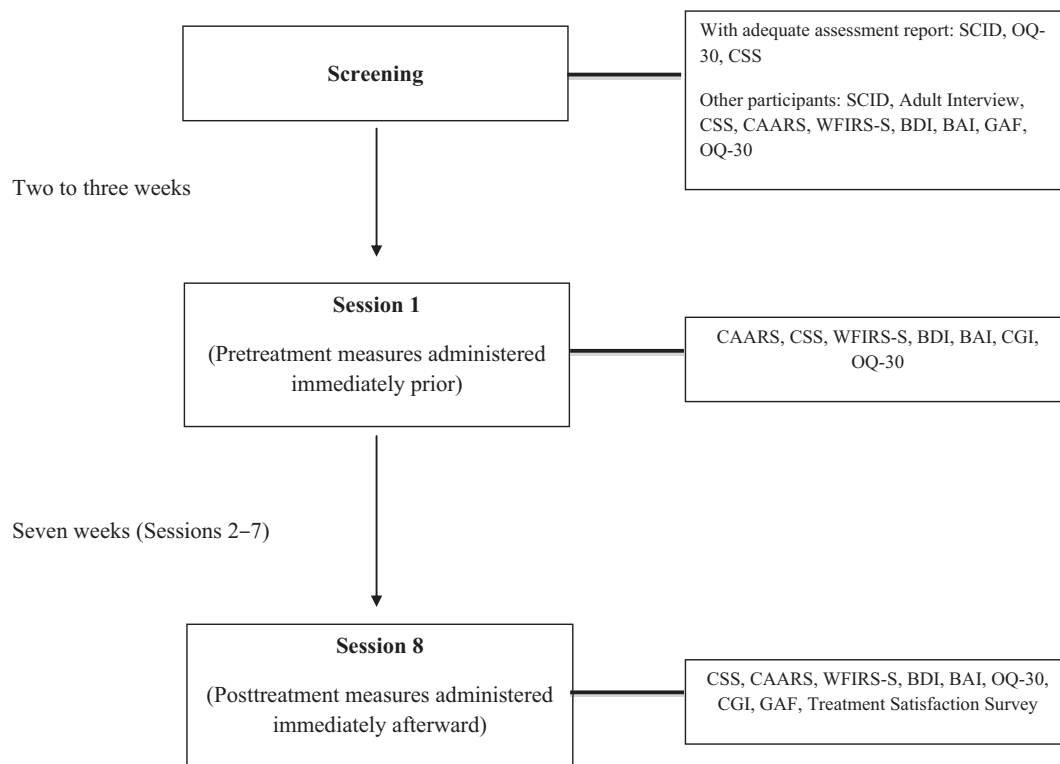 Screening
With adequate assessment report: SCID, OQ-
30, CSS
Other participants: SCID, Adult Interview,
CSS, CAARS, WFIRS-S, BDI, BAI, GAF,
OQ-30
Two to three weeks
Session 1
(Pretreatment measures administered
immediately prior)
CAARS, CSS, WFIRS-S, BDI, BAI, CGI,
OQ-30
Seven weeks (Sessions 2–7)
Session 8
(Posttreatment measures administered
immediately afterward)
CSS, CAARS, WFIRS-S, BDI, BAI, OQ-30,
CGI, GAF, Treatment Satisfaction Survey